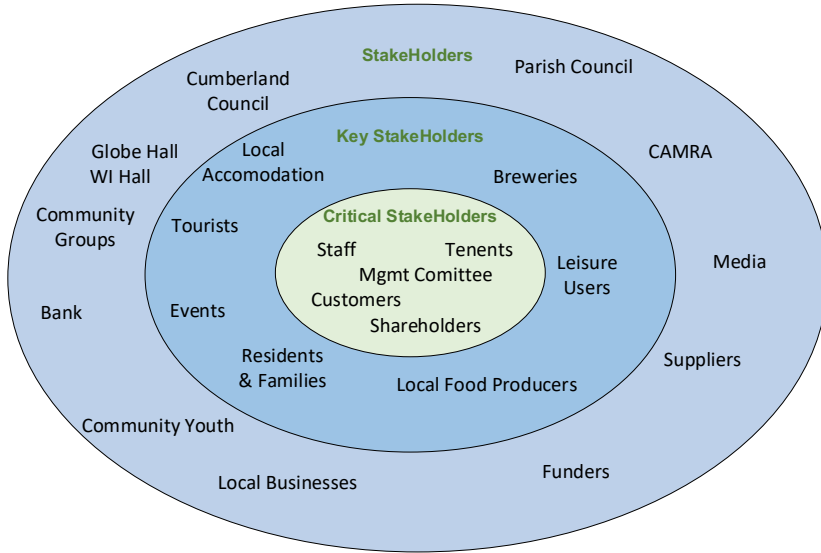 StakeHolders
Parish Council
Cumberland
Council
Key StakeHolders
Globe Hall
WI Hall
Local
Accomodation
CAMRA
Breweries
Community
Groups
Tourists
Critical StakeHolders
Staff
Tenents
Mgmt Comittee
Customers
Shareholders
Leisure
Users
Media
Bank
Events
Residents
& Families
Local Food Producers
Suppliers
Community Youth
Local Businesses
Funders